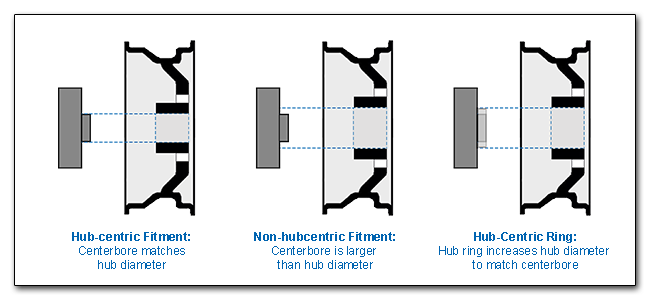 Hub-centric Fitment:
Centerbore matches
hub diameter
Non-hubcentric Fitment:
Centerbore is larger
than hub diameter
Hub-Centric Ring:
Hub ring increases hub diameter
to match centerbore